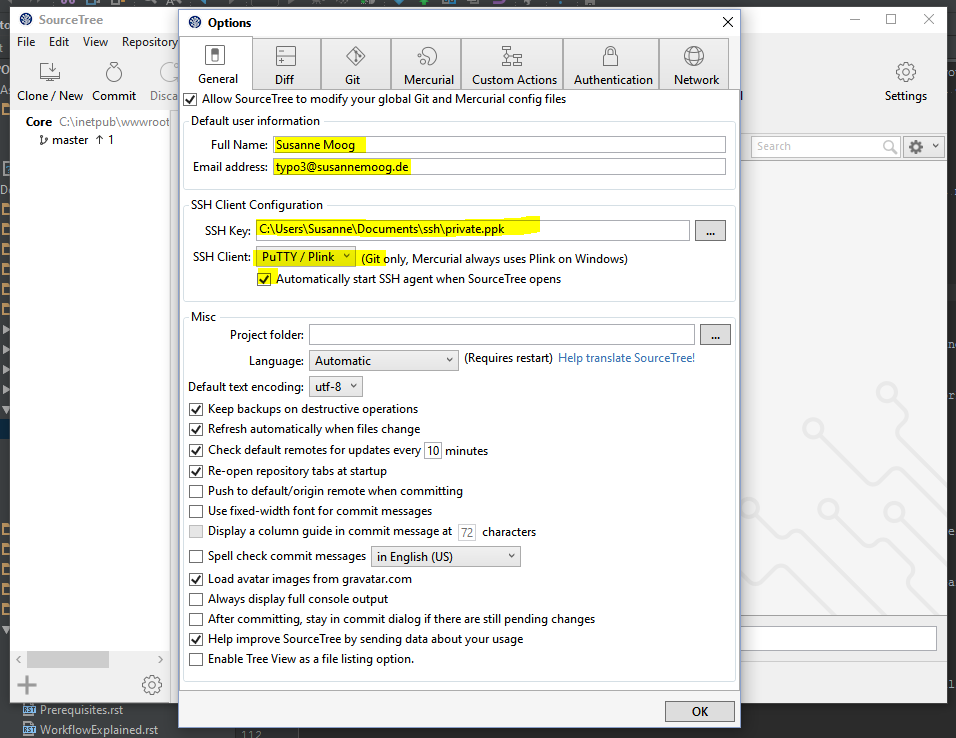 SourceTree
File Edit View Repository
Clone / New Commit Disca
Settings
Core C:\inetpub\wwwroot
master 1
Search
Options
General Diff Git Mercurial Custom Actions Authentication Network
Allow SourceTree to modify your global Git and Mercurial config files
Default user information
Full Name: Susanne Moog
Email address: typo3@susannemoog.de
SSH Client Configuration
SSH Key: C:\Users\Susanne\Documents\ssh\private.ppk ...
SSH Client: PuTTY / Plink (Git only, Mercurial always uses Plink on Windows)
Automatically start SSH agent when SourceTree opens
Misc
Project folder: ...
Language: Automatic (Requires restart) Help translate SourceTree!
Default text encoding: utf-8
Keep backups on destructive operations
Refresh automatically when files change
Check default remotes for updates every 10 minutes
Re-open repository tabs at startup
Push to default/origin remote when committing
Use fixed-width font for commit messages
Display a column guide in commit message at 72 characters
Spell check commit messages in English (US)
Load avatar images from gravatar.com
Always display full console output
After committing, stay in commit dialog if there are still pending changes
Help improve SourceTree by sending data about your usage
Enable Tree View as a file listing option.
OK
Prerequisites.rst
WorkflowExplained.rst
112